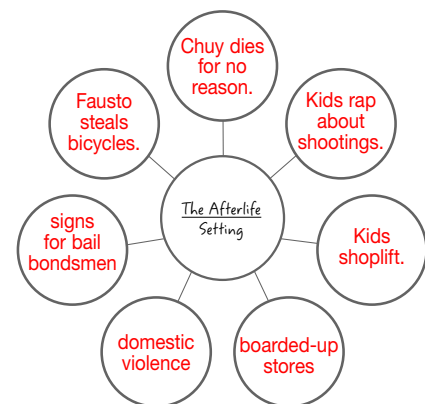 Chuy dies
for no
reason.
Kids rap
about
shootings.
Kids
shoplift.
boarded-up
stores
domestic
violence
signs
for bail
bondsmen
Fausto
steals
bicycles.
The Afterlife
Setting